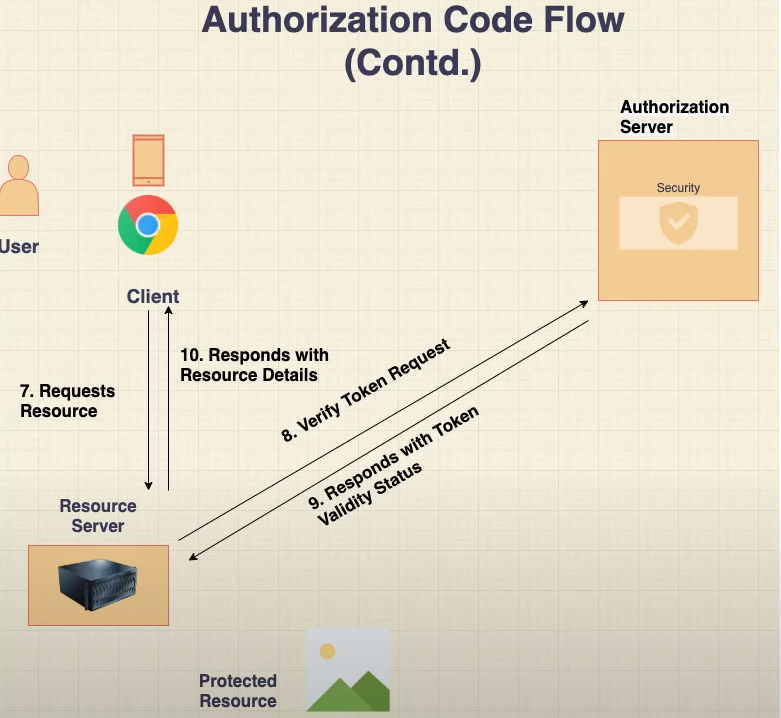 Authorization Code Flow
(Contd.)
Authorization
Server
Security
User
Client
10. Responds with
Resource Details
7. Requests
Resource
8. Verify Token Request
9. Responds with Token
Validity Status
Resource
Server
Protected
Resource